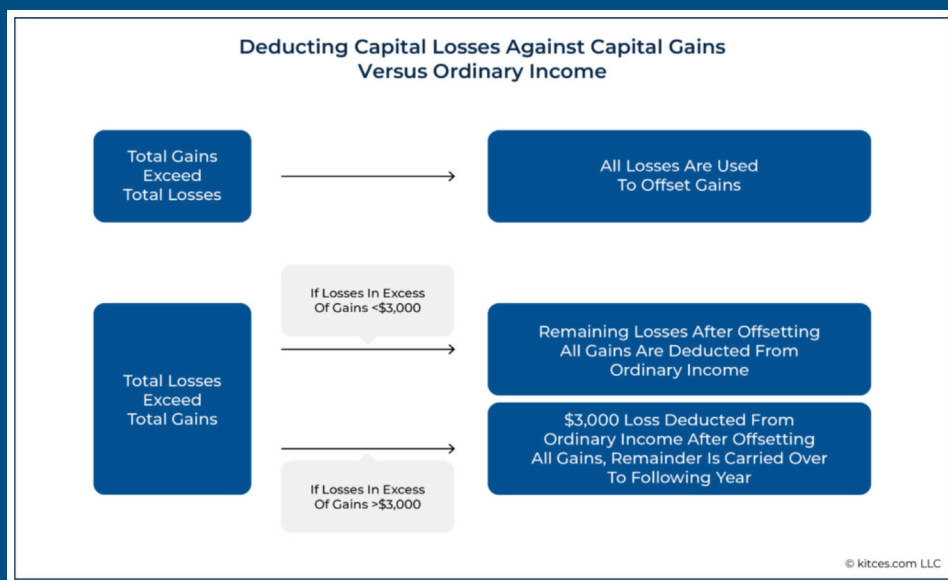 Deducting Capital Losses Against Capital Gains
Versus Ordinary Income
Total Gains
Exceed
Total Losses
All Losses Are Used
To Offset Gains
If Losses In Excess
Of Gains <$3,000
Total Losses
Exceed
Total Gains
Remaining Losses After Offsetting
All Gains Are Deducted From
Ordinary Income
$3,000 Loss Deducted From
Ordinary Income After Offsetting
All Gains, Remainder Is Carried Over
To Following Year
If Losses In Excess
Of Gains >$3,000
© kitces.com LLC